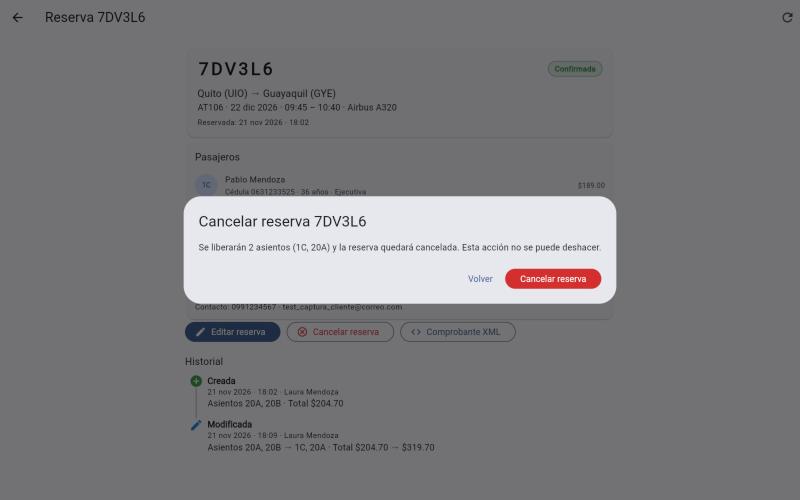 Reserva 7DV3L6
7DV3L6
Confirmada
Quito (UIO) → Guayaquil (GYE)
AT106 · 22 dic 2026 · 09:45 – 10:40 · Airbus A320
Reservada: 21 nov 2026 · 18:02
Pasajeros
1C
Pablo Mendoza
Cédula 0631233525 · 36 años · Ejecutiva
$189.00
Cancelar reserva 7DV3L6
Se liberarán 2 asientos (1C, 20A) y la reserva quedará cancelada. Esta acción no se puede deshacer.
Volver
Cancelar reserva
Contacto: 0991234567 · test_captura_cliente@correo.com
Editar reserva
Cancelar reserva
Comprobante XML
Historial
Creada
21 nov 2026 · 18:02 · Laura Mendoza
Asientos 20A, 20B · Total $204.70
Modificada
21 nov 2026 · 18:09 · Laura Mendoza
Asientos 20A, 20B → 1C, 20A · Total $204.70 → $319.70